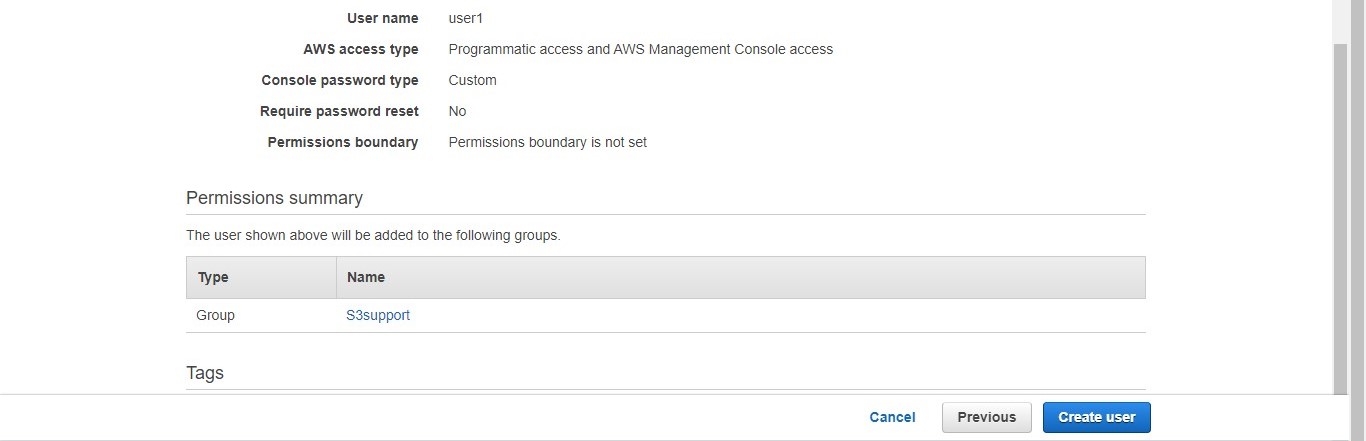 User name user1
AWS access type Programmatic access and AWS Management Console access
Console password type Custom
Require password reset No
Permissions boundary Permissions boundary is not set
Permissions summary
The user shown above will be added to the following groups.
Type Name
Group S3support
Tags
Cancel Previous Create user